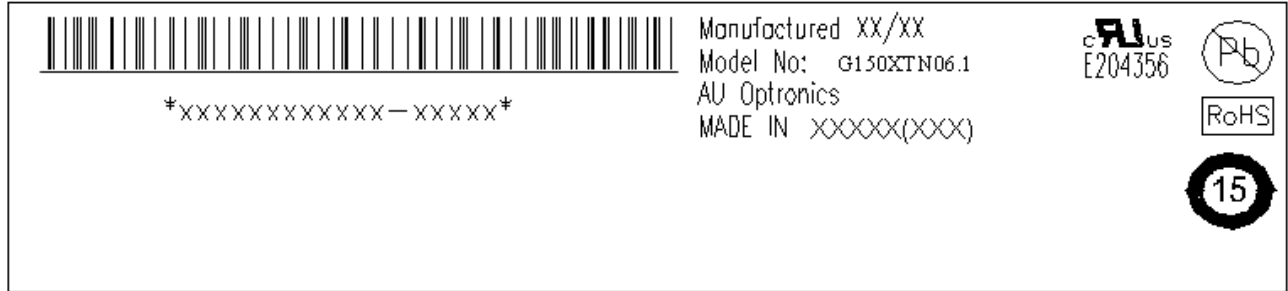 *xxxxxxxxxxxx-xxxxx*
Manufactured XX/XX
Model No: G150XTN06.1
AU Optronics
MADE IN XXXXX(XXX)
c RU us
E204356
Pb
RoHS
15